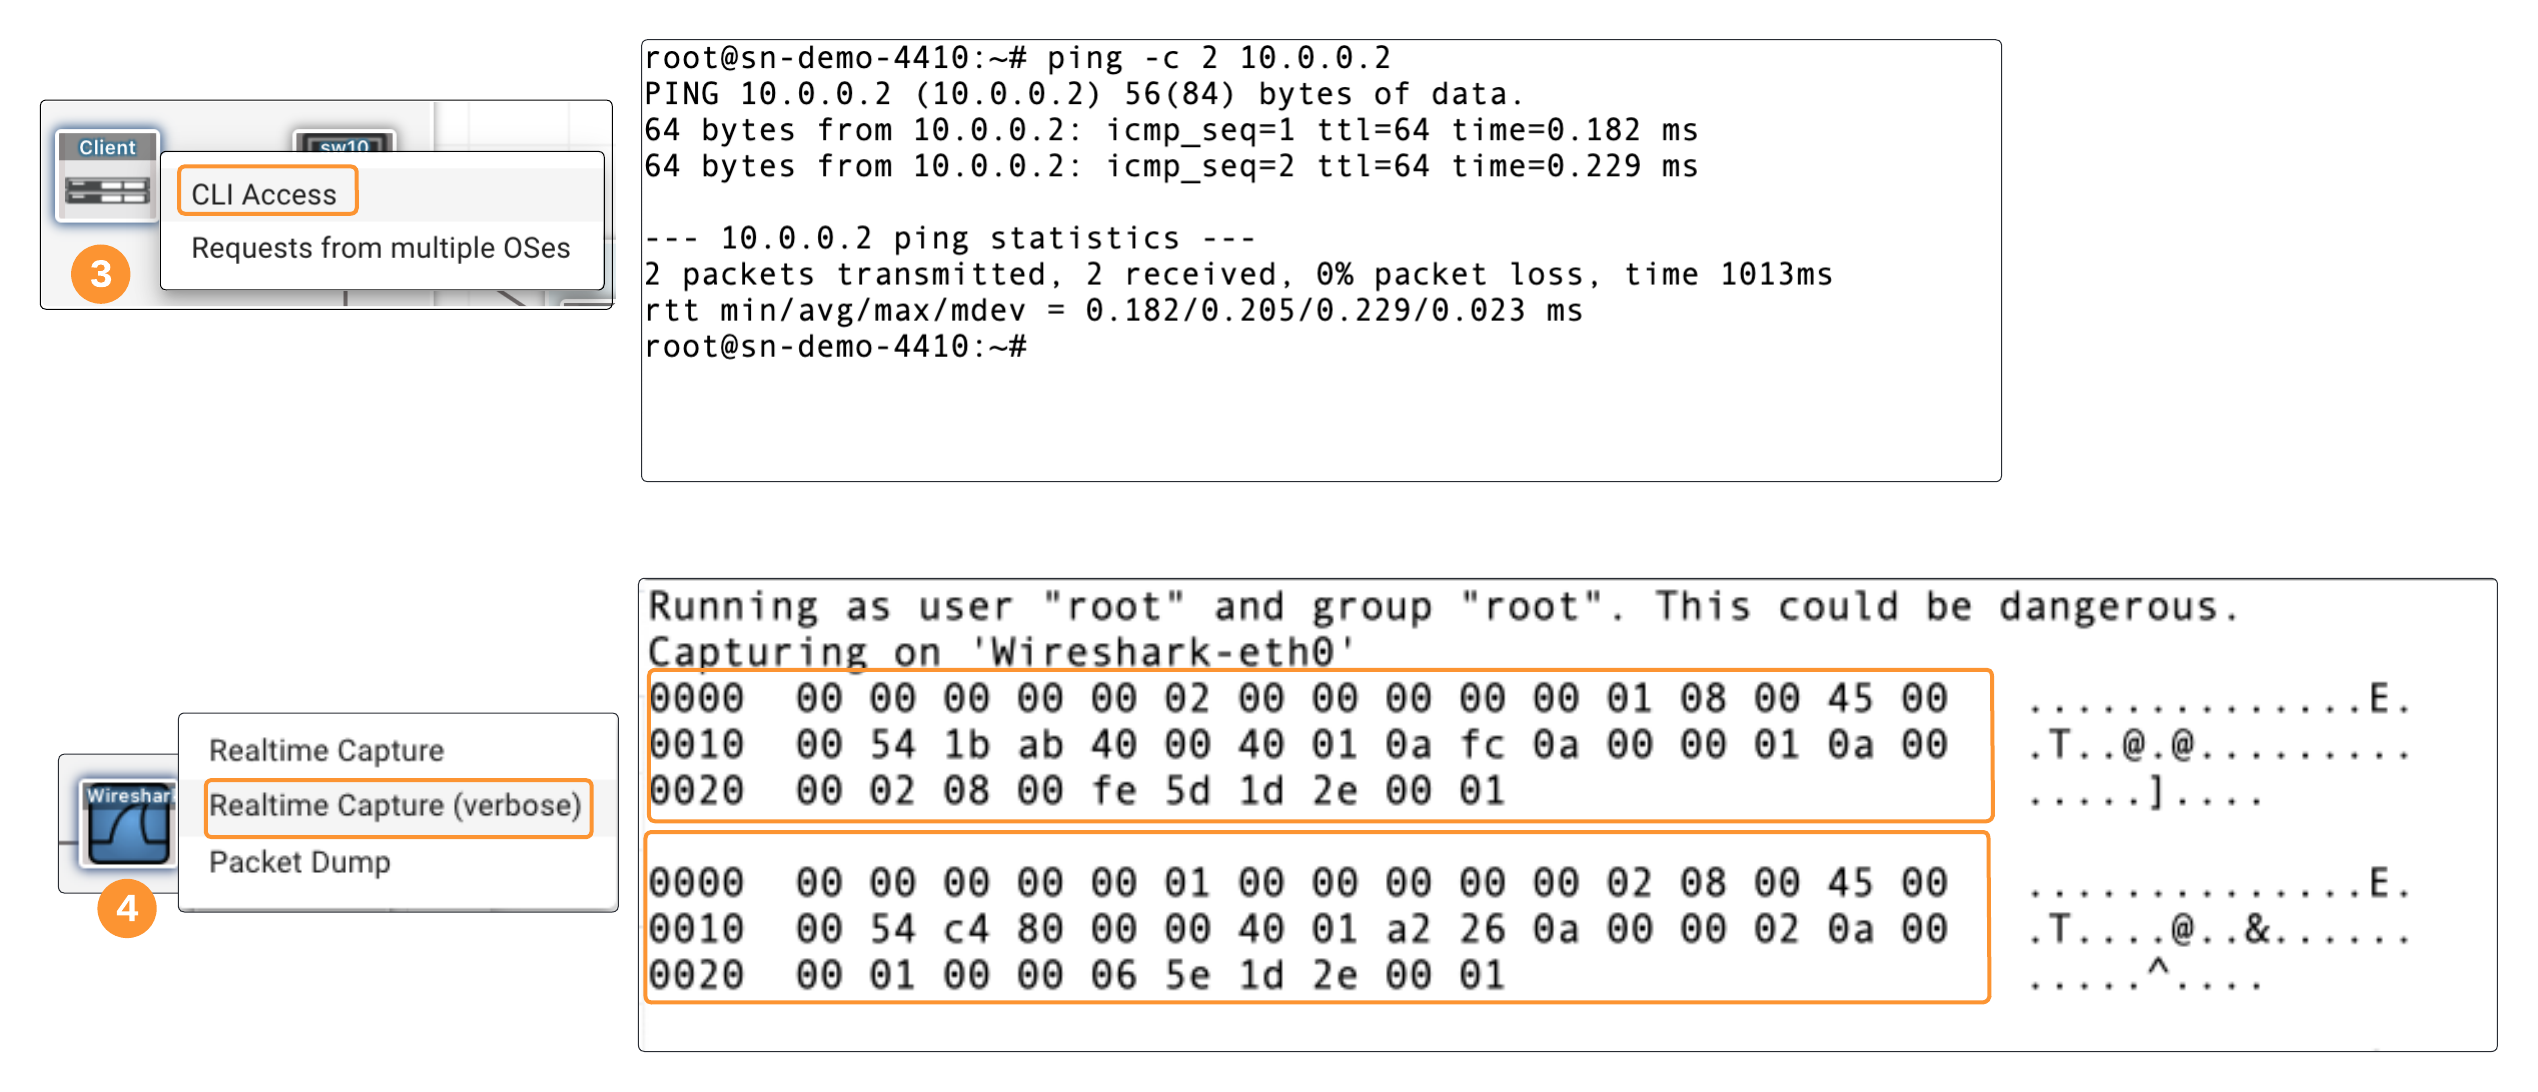 root@sn-demo-4410:~# ping -c 2 10.0.0.2
PING 10.0.0.2 (10.0.0.2) 56(84) bytes of data.
64 bytes from 10.0.0.2: icmp_seq=1 ttl=64 time=0.182 ms
64 bytes from 10.0.0.2: icmp_seq=2 ttl=64 time=0.229 ms
--- 10.0.0.2 ping statistics ---
2 packets transmitted, 2 received, 0% packet loss, time 1013ms
rtt min/avg/max/mdev = 0.182/0.205/0.229/0.023 ms
root@sn-demo-4410:~#
Client
sw10
CLI Access
Requests from multiple OSes
3
Running as user "root" and group "root". This could be dangerous.
Capturing on 'Wireshark-eth0'
0000 00 00 00 00 00 02 00 00 00 00 00 01 08 00 45 00 ..............E.
0010 00 54 1b ab 40 00 40 01 0a fc 0a 00 00 01 0a 00 .T..@.@.........
0020 00 02 08 00 fe 5d 1d 2e 00 01 .....]....
0000 00 00 00 00 00 01 00 00 00 00 00 02 08 00 45 00 ..............E.
0010 00 54 c4 80 00 00 40 01 a2 26 0a 00 00 02 0a 00 .T....@..&......
0020 00 01 00 00 06 5e 1d 2e 00 01 .....^....
Realtime Capture
Realtime Capture (verbose)
Packet Dump
Wireshar
4